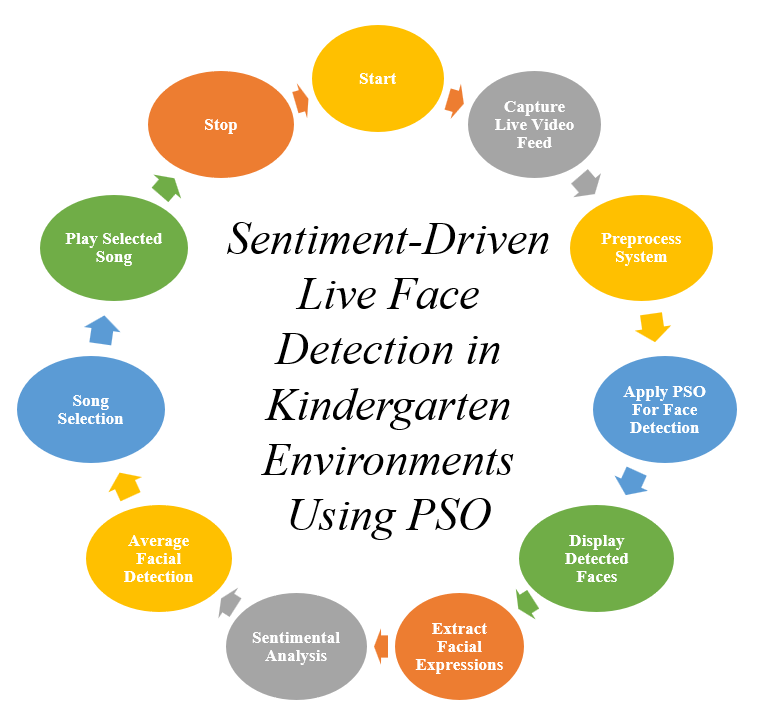 Start
Capture
Live Video
Feed
Preprocess
System
Apply PSO
For Face
Detection
Display
Detected
Faces
Extract
Facial
Expressions
Sentimental
Analysis
Average
Facial
Detection
Song
Selection
Play Selected
Song
Stop
Sentiment-Driven
Live Face
Detection in
Kindergarten
Environments
Using PSO